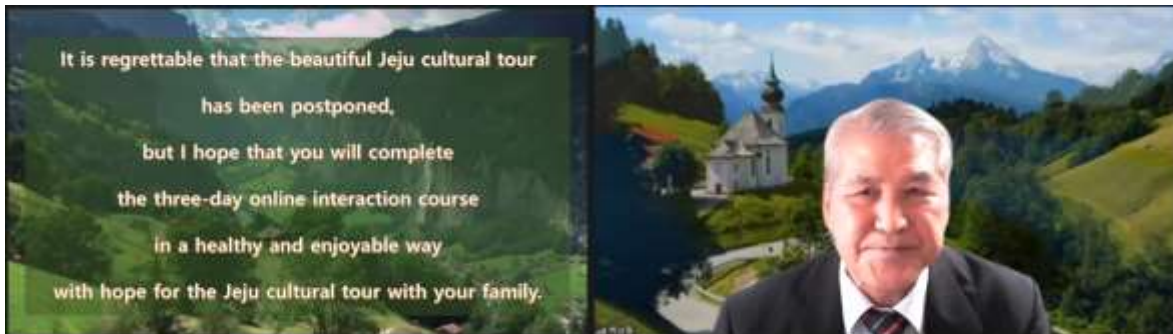 It is regrettable that the beautiful Jeju cultural tour
has been postponed,
but I hope that you will complete
the three-day online interaction course
in a healthy and enjoyable way
with hope for the Jeju cultural tour with your family.